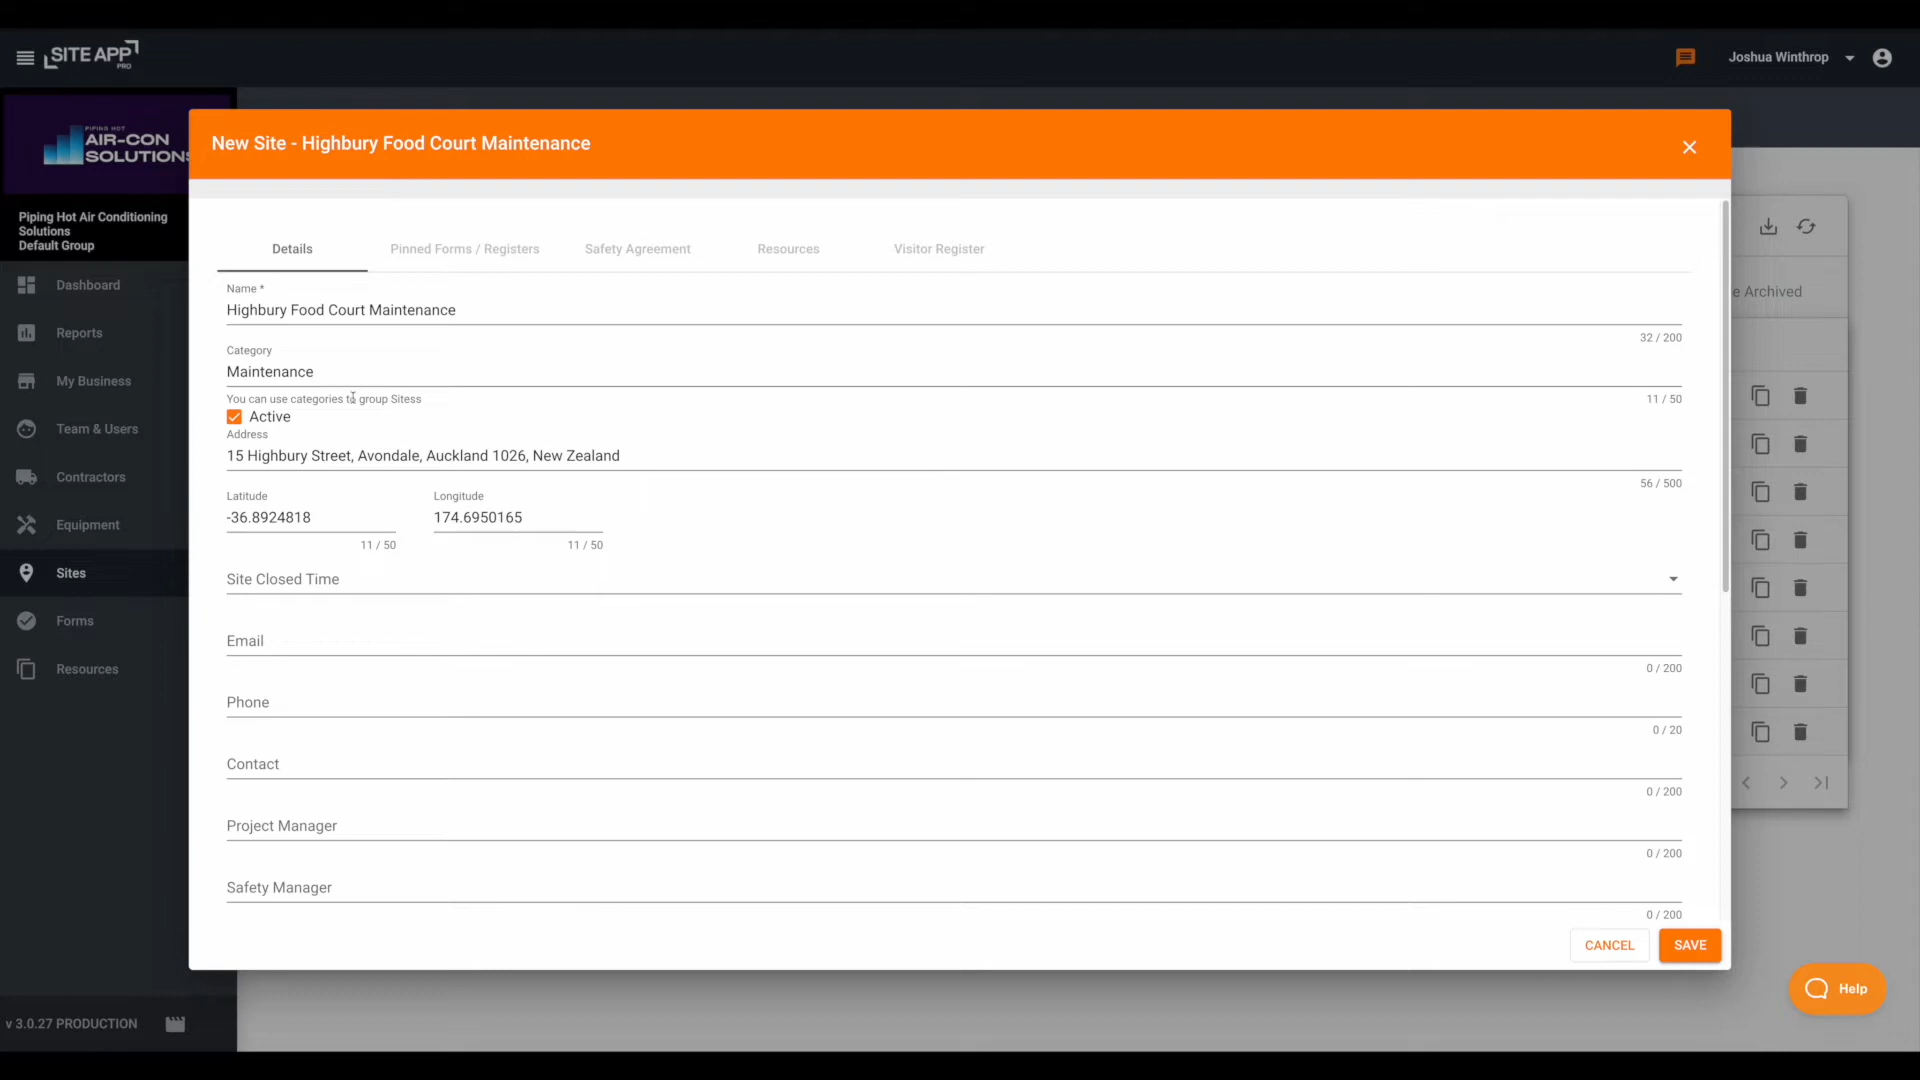 SITE APP
PRO
Joshua Winthrop
PIPING HOT
AIR-CON
SOLUTIONS
Piping Hot Air Conditioning
Solutions
Default Group
Dashboard
Reports
My Business
Team & Users
Contractors
Equipment
Sites
Forms
Resources
v 3.0.27 PRODUCTION
New Site - Highbury Food Court Maintenance
Details
Pinned Forms / Registers
Safety Agreement
Resources
Visitor Register
Name *
Highbury Food Court Maintenance
32 / 200
Category
Maintenance
You can use categories to group Sitess
11 / 50
Active
Address
15 Highbury Street, Avondale, Auckland 1026, New Zealand
56 / 500
Latitude
Longitude
-36.8924818
174.6950165
11 / 50
11 / 50
Site Closed Time
Email
0 / 200
Phone
0 / 20
Contact
0 / 200
Project Manager
0 / 200
Safety Manager
0 / 200
CANCEL
SAVE
e Archived
Help